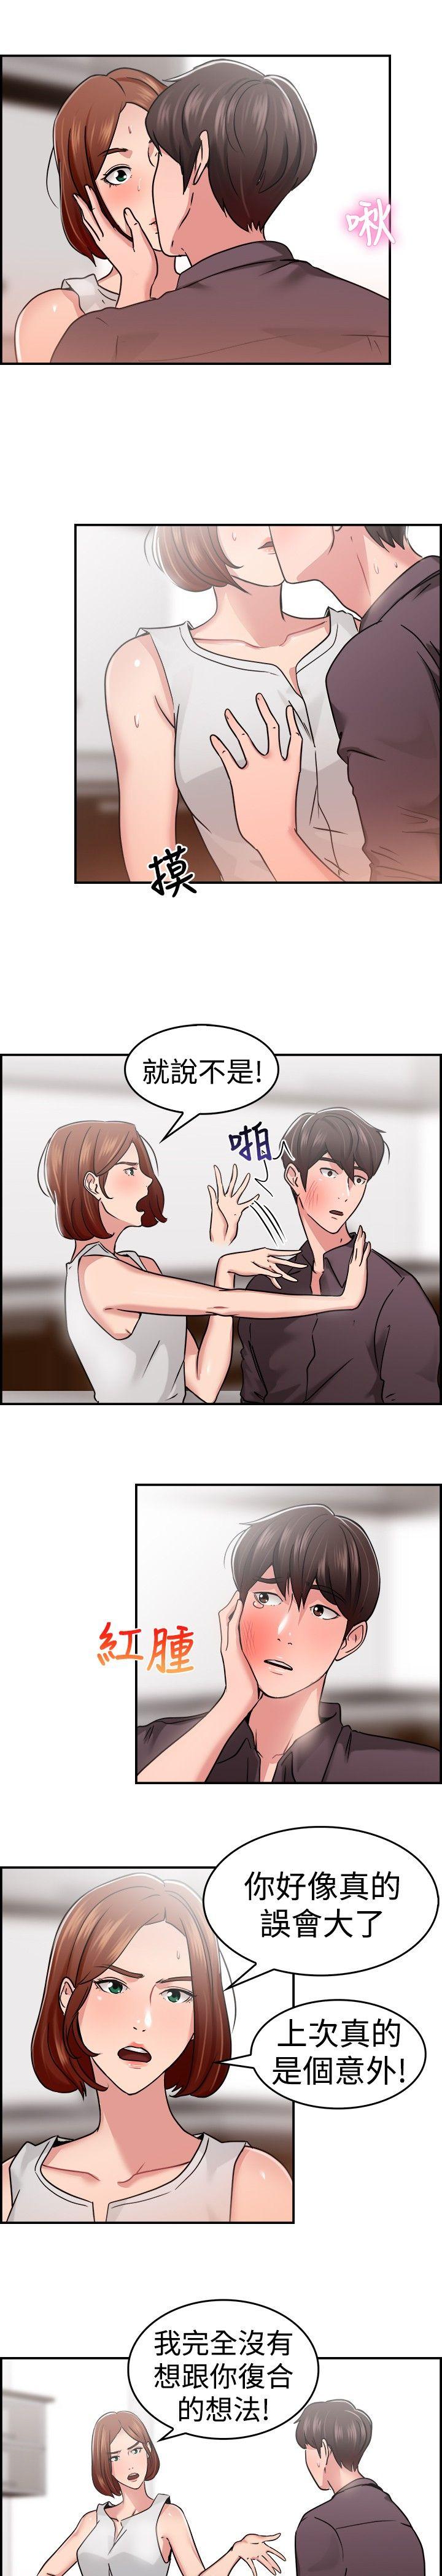 啾
摸
就說不是!
啪
紅腫
你好像真的
誤會大了
上次真的
是個意外!
我完全沒有
想跟你復合
的想法!